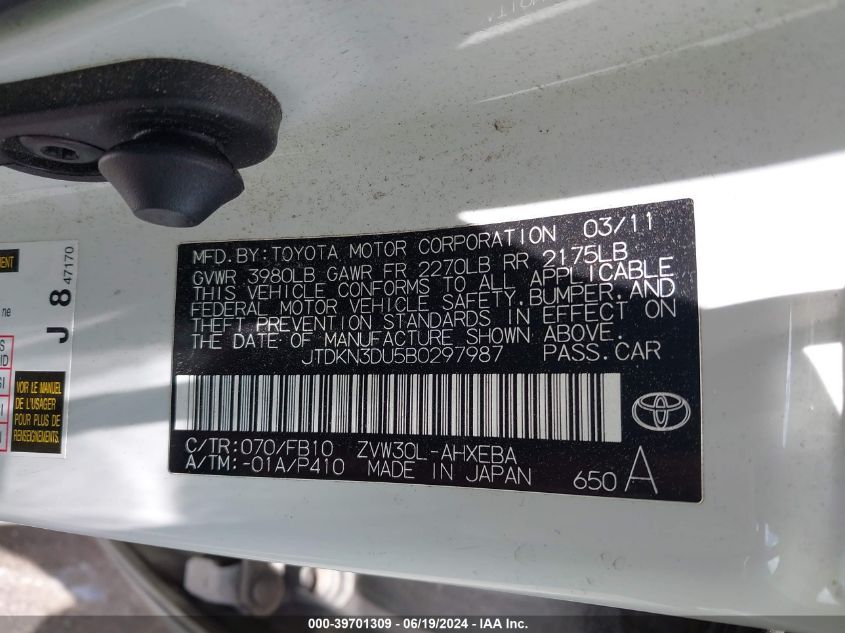 MFD.BY:TOYOTA MOTOR CORPORATION 03/11
GVWR 3980LB GAWR FR 2270LB RR 2175LB
THIS VEHICLE CONFORMS TO ALL APPLICABLE
FEDERAL MOTOR VEHICLE SAFETY,BUMPER,AND
THEFT PREVENTION STANDARDS IN EFFECT ON
THE DATE OF MANUFACTURE SHOWN ABOVE.
JTDKN3DU5B0297987 PASS.CAR
C/TR:070/FB10 ZVW30L-AHXEBA
A/TM:-01A/P410 MADE IN JAPAN
650 A
J 8 47170
ne
VOIR LE MANUEL
DE L'USAGER
POUR PLUS DE
RENSEIGNEMENTS
000-39701309 - 06/19/2024 - IAA Inc.